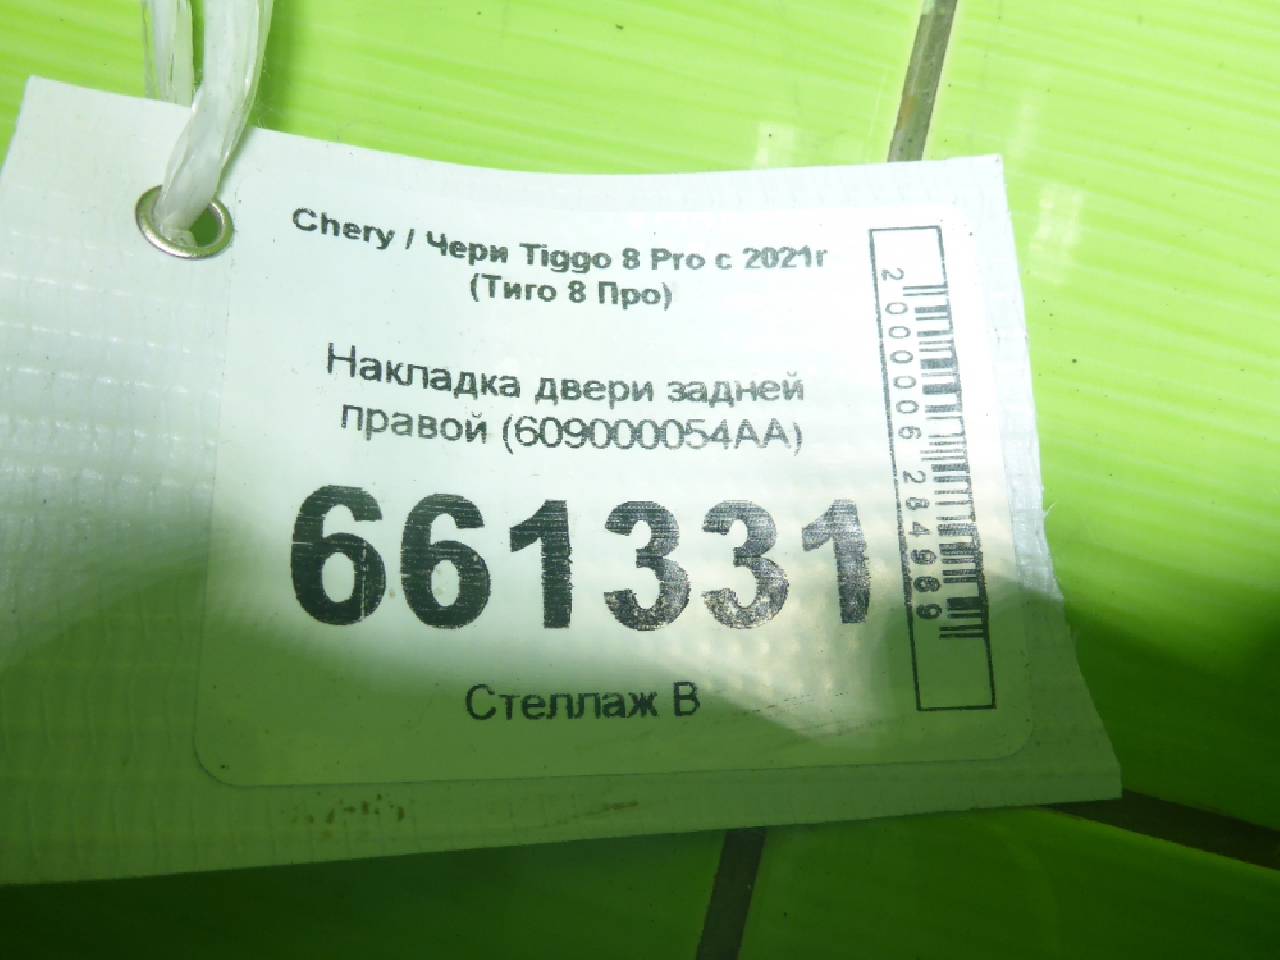 Chery / Чери Tiggo 8 Pro с 2021г
(Тиго 8 Про)
Накладка двери задней
правой (609000054AA)
661331
Стеллаж В
2000006284969